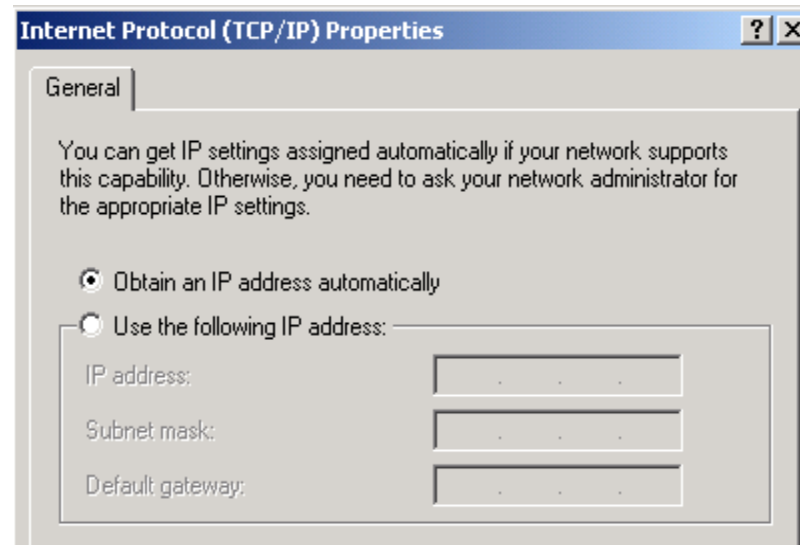 Internet Protocol (TCP/IP) Properties
General
You can get IP settings assigned automatically if your network supports
this capability. Otherwise, you need to ask your network administrator for
the appropriate IP settings.
Obtain an IP address automatically
Use the following IP address:
IP address:
Subnet mask:
Default gateway: